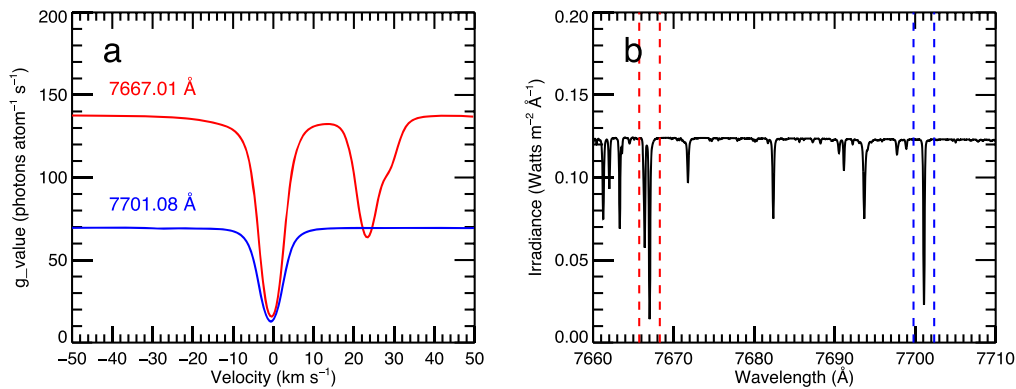 a
7667.01 Å
7701.08 Å
g_value (photons atom⁻¹ s⁻¹)
200
150
100
50
0
−50 −40 −30 −20 −10 0 10 20 30 40 50
Velocity (km s⁻¹)
b
Irradiance (Watts m⁻² Å⁻¹)
0.20
0.15
0.10
0.05
0.00
7660 7670 7680 7690 7700 7710
Wavelength (Å)